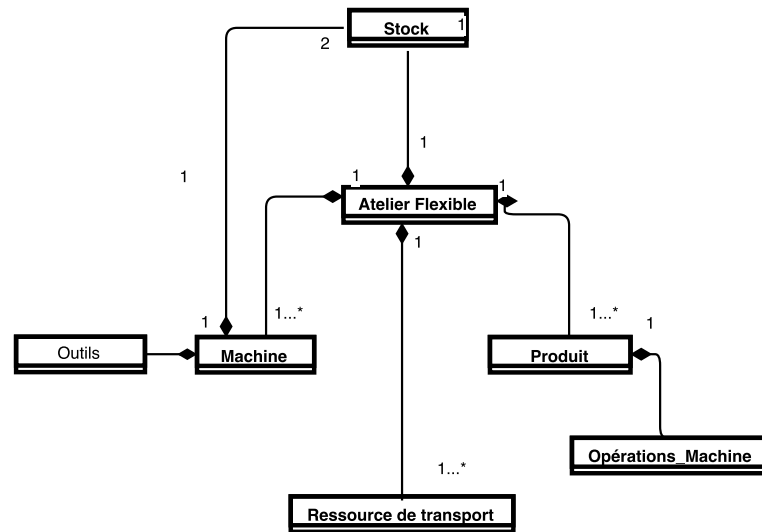 Stock
1
2
1
1
1
1
Atelier Flexible
1
1...*
1...*
1
1
Outils
Machine
Produit
Opérations_Machine
1...*
Ressource de transport